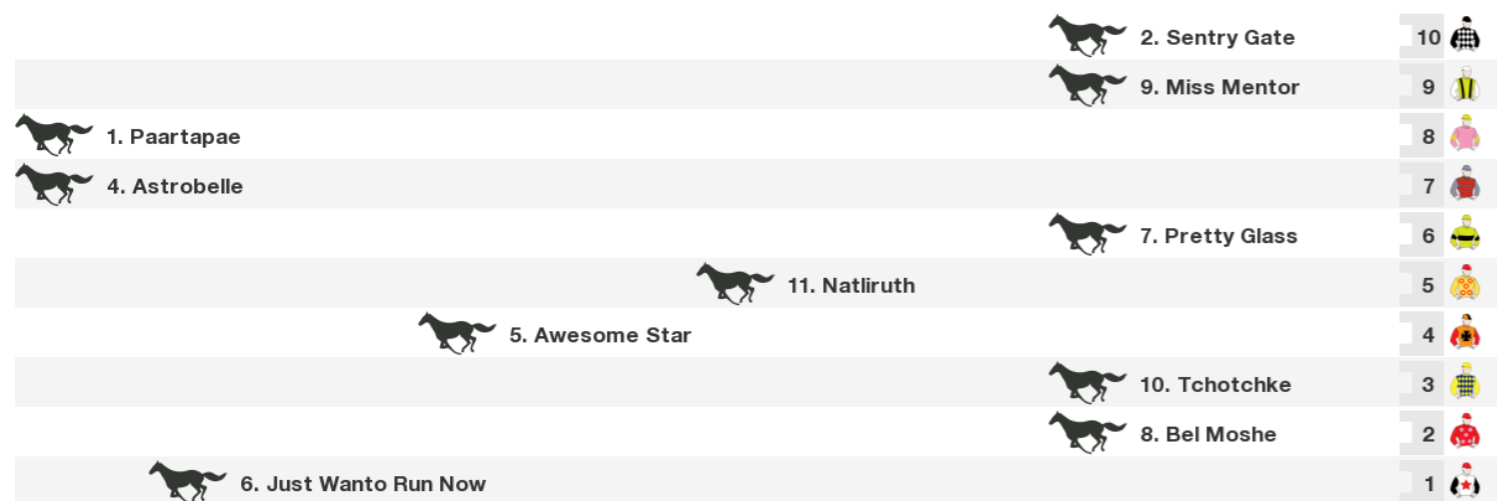 2. Sentry Gate 10
9. Miss Mentor 9
1. Paartapae 8
4. Astrobelle 7
7. Pretty Glass 6
11. Natliruth 5
5. Awesome Star 4
10. Tchotchke 3
8. Bel Moshe 2
6. Just Wanto Run Now 1